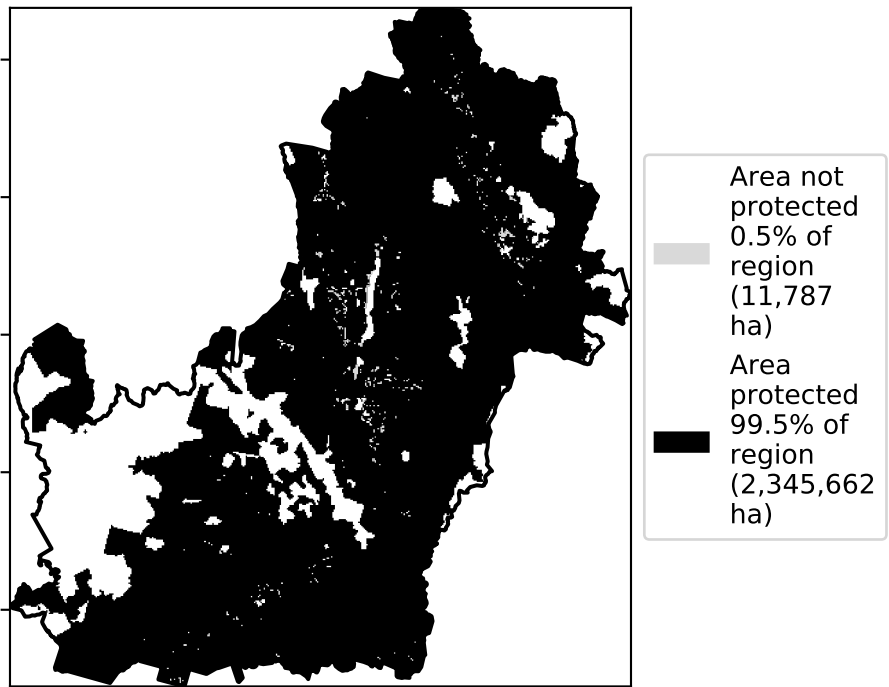 Area not
protected
0.5% of
region
(11,787
ha)
Area
protected
99.5% of
region
(2,345,662
ha)